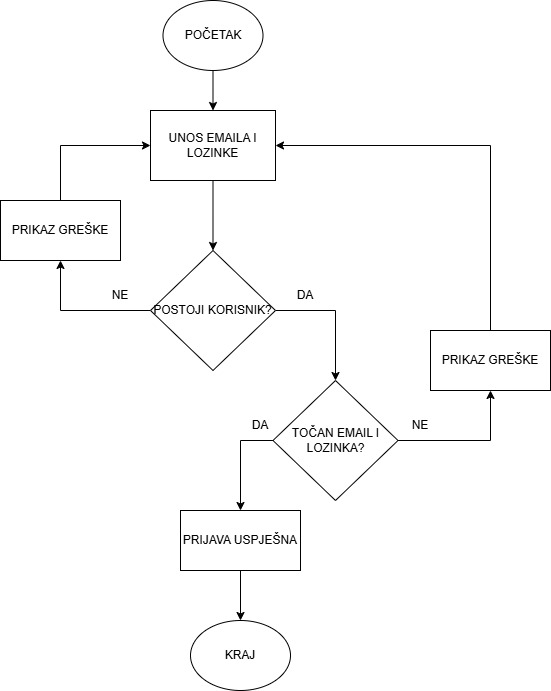 POČETAK
UNOS EMAILA I
LOZINKE
PRIKAZ GREŠKE
NE
POSTOJI KORISNIK?
DA
PRIKAZ GREŠKE
DA
TOČAN EMAIL I
LOZINKA?
NE
PRIJAVA USPJEŠNA
KRAJ